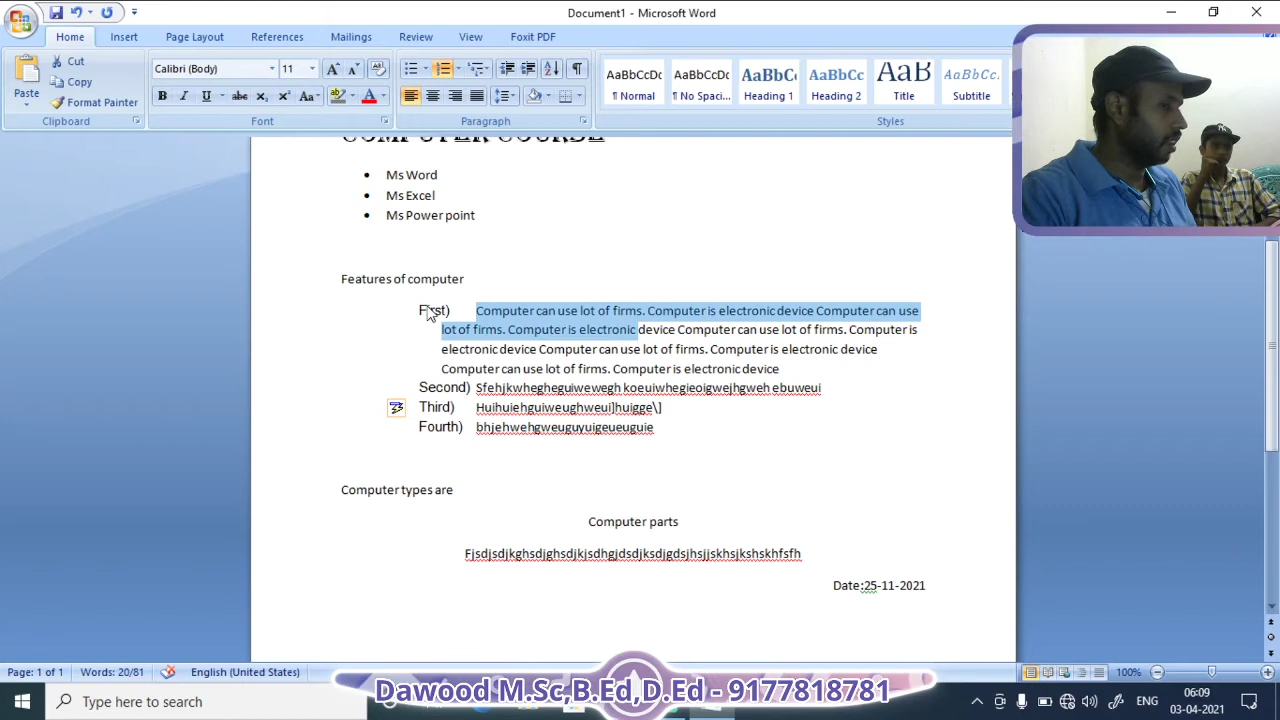 Document1 - Microsoft Word
Home Insert Page Layout References Mailings Review View Foxit PDF
Paste
Cut
Copy
Format Painter
Clipboard
Calibri (Body) 11
Font
Paragraph
AaBbCcDc AaBbCcDc AaBbCc AaBbCc AaB AaBbCc.
¶ Normal ¶ No Spaci... Heading 1 Heading 2 Title Subtitle
Styles
COMPUTER COURSE
• Ms Word
• Ms Excel
• Ms Power point
Features of computer
First) Computer can use lot of firms. Computer is electronic device Computer can use
lot of firms. Computer is electronic device Computer can use lot of firms. Computer is
electronic device Computer can use lot of firms. Computer is electronic device
Computer can use lot of firms. Computer is electronic device
Second) Sfehjkwhegheguiwewegh koeuiwhegieoigwejhgweh ebuweui
Third) Huihuiehguiweughweui]huigge\]
Fourth) bhjehwehgweuguyuigeueuguie
Computer types are
Computer parts
Fjsdjsdjkghsdjghsdjkjsdhgjdsdjksdjgdsjhsjjskhsjkshskhfsfh
Date:25-11-2021
Page: 1 of 1 Words: 20/81 English (United States) 100%
Dawood M.Sc,B.Ed,D.Ed - 9177818781
Type here to search
ENG
06:09
03-04-2021